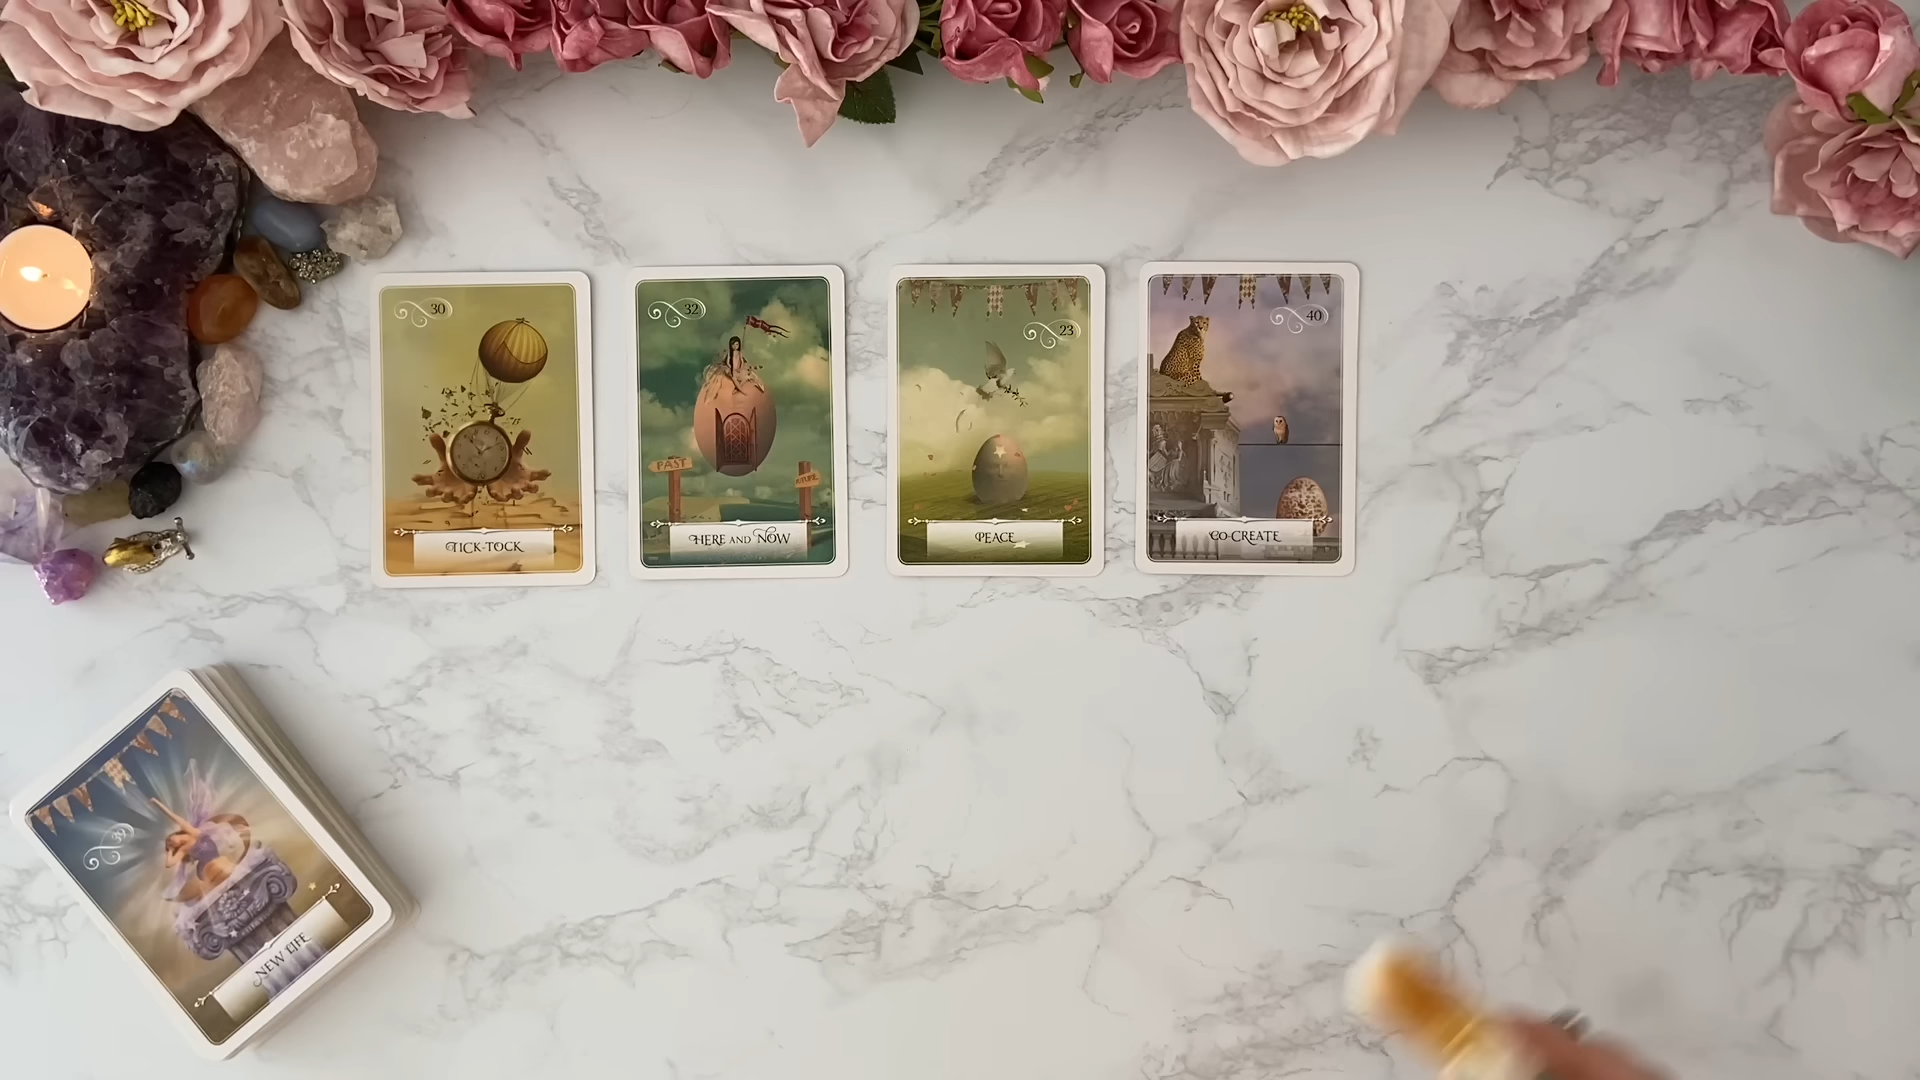 30
TICK-TOCK
32
PAST
FUTURE
HERE AND NOW
23
PEACE
40
CO-CREATE
39
NEW LIFE